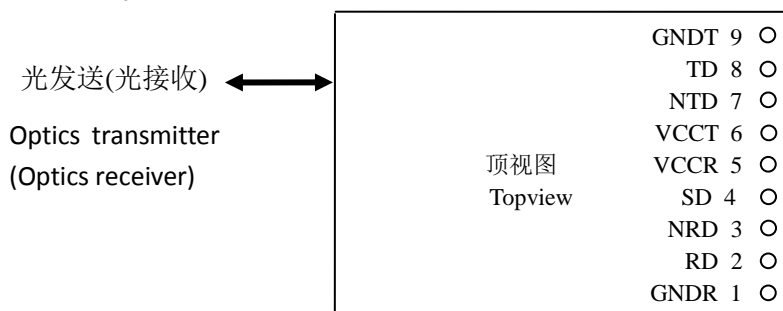 光发送(光接收)
Optics transmitter
(Optics receiver)
顶视图
Topview
GNDT 9
TD 8
NTD 7
VCCT 6
VCCR 5
SD 4
NRD 3
RD 2
GNDR 1